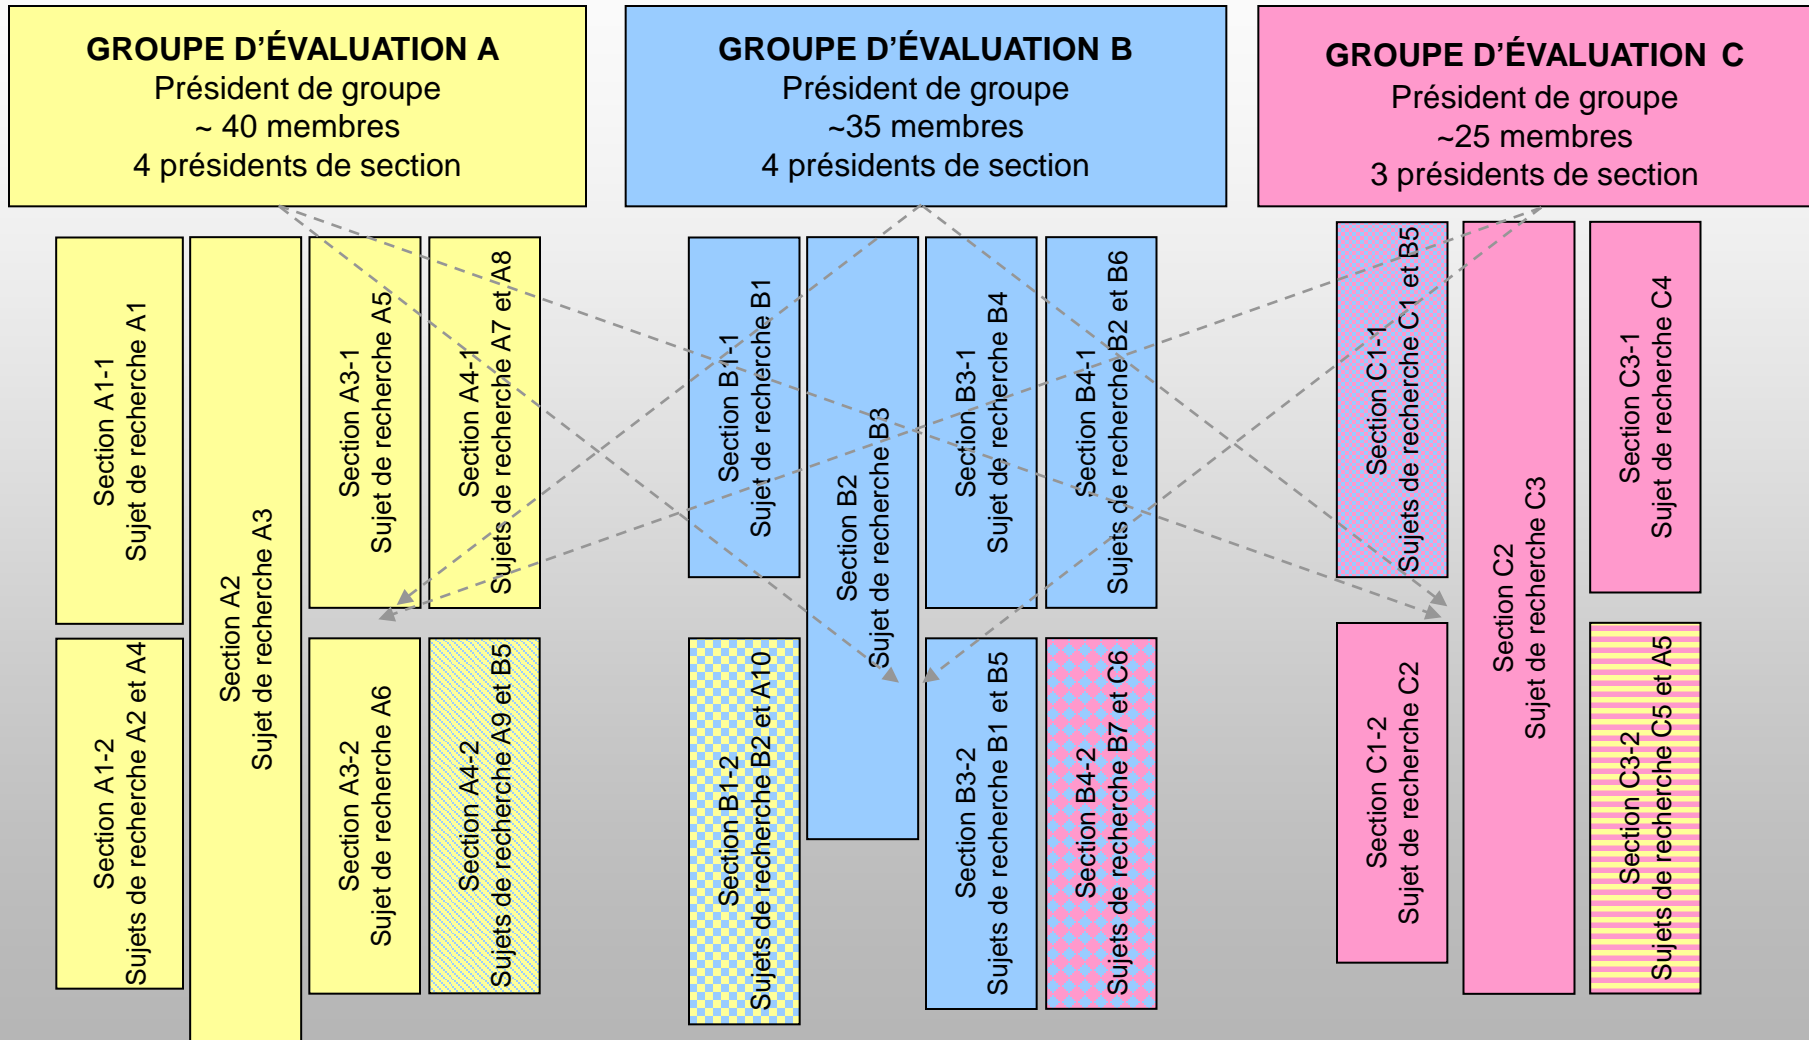 GROUPE D’ÉVALUATION A
Président de groupe
~ 40 membres
4 présidents de section
GROUPE D’ÉVALUATION B
Président de groupe
~35 membres
4 présidents de section
GROUPE D’ÉVALUATION C
Président de groupe
~25 membres
3 présidents de section
Section A1-1
Sujet de recherche A1
Section A2
Sujet de recherche A3
Section A3-1
Sujet de recherche A5
Section A4-1
Sujets de recherche A7 et A8
Section A1-2
Sujets de recherche A2 et A4
Section A3-2
Sujet de recherche A6
Section A4-2
Sujets de recherche A9 et B5
Section B1-1
Sujet de recherche B1
Section B2
Sujet de recherche B3
Section B3-1
Sujet de recherche B4
Section B4-1
Sujets de recherche B2 et B6
Section B1-2
Sujets de recherche B2 et A10
Section B3-2
Sujets de recherche B1 et B5
Section B4-2
Sujets de recherche B7 et C6
Section C1-1
Sujets de recherche C1 et B5
Section C2
Sujet de recherche C3
Section C3-1
Sujet de recherche C4
Section C1-2
Sujet de recherche C2
Section C3-2
Sujets de recherche C5 et A5